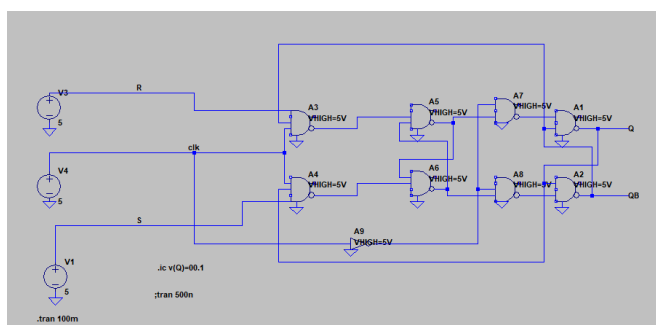 V3
R
5
A3
VHIGH=5V
A5
VHIGH=5V
A7
VHIGH=5V
A1
VHIGH=5V
Q
V4
clk
5
A4
VHIGH=5V
A6
VHIGH=5V
A8
VHIGH=5V
A2
VHIGH=5V
QB
S
A9
VHIGH=5V
V1
5
.ic v(Q)=00.1
;tran 500n
.tran 100m